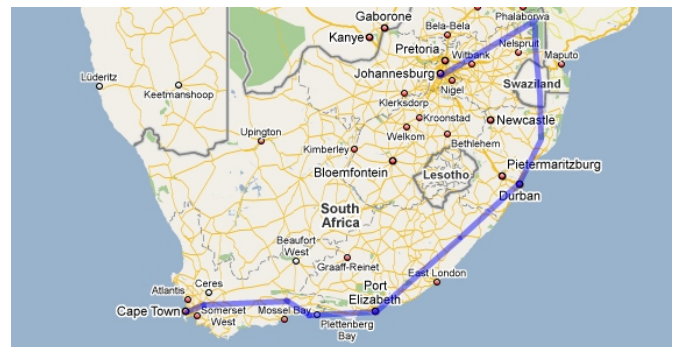 Phalaborwa
Gaborone
Bela-Bela
Kanye
Pretoria
Nelspruit
Witbank
Maputo
Johannesburg
Lüderitz
Keetmanshoop
Nigel
Swaziland
Klerksdorp
Kroonstad
Newcastle
Upington
Welkom
Bethlehem
Kimberley
Bloemfontein
Lesotho
Pietermaritzburg
Durban
South
Africa
Beaufort
West
Graaff-Reinet
East London
Ceres
Atlantis
Port
Elizabeth
Cape Town
Somerset
West
Mossel Bay
Plettenberg
Bay